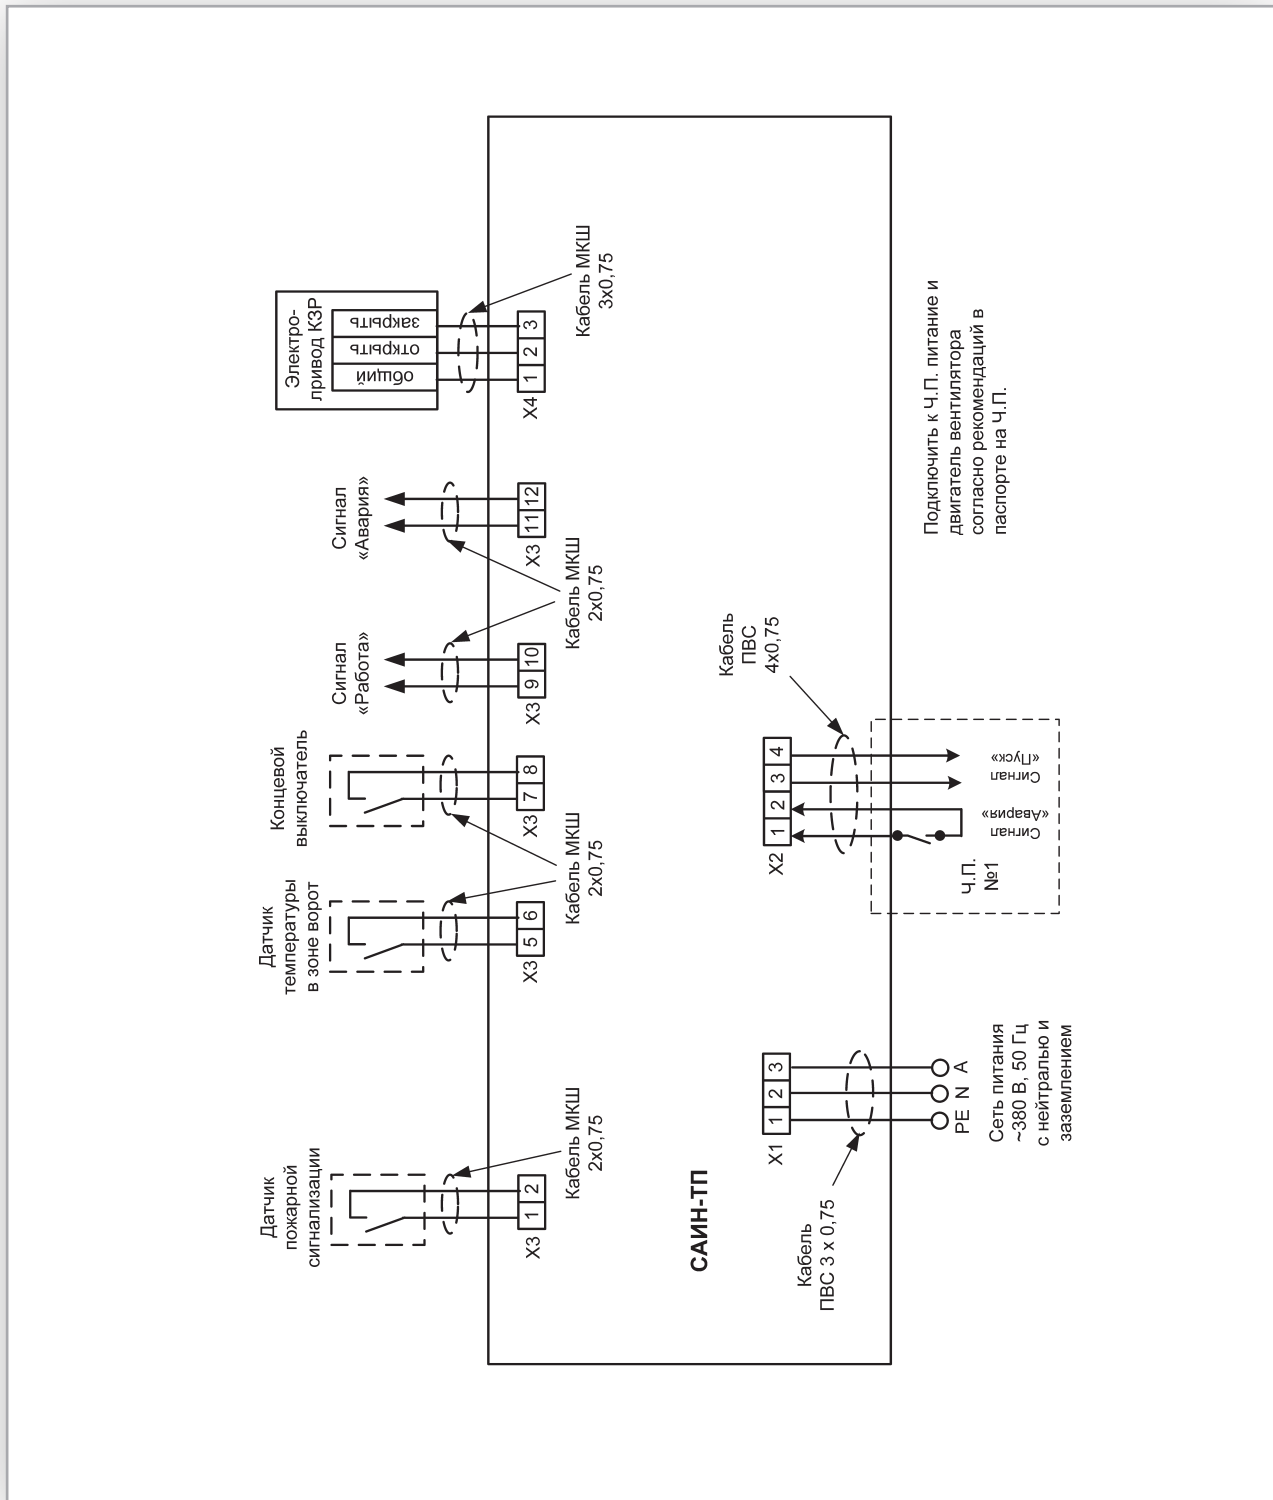 Датчик
пожарной
сигнализации
Датчик
температуры
в зоне ворот
Концевой
выключатель
Сигнал
«Работа»
Сигнал
«Авария»
Электро-
привод КЗР
общий
открыть
закрыть
X3 1 2
X3 5 6
X3 7 8
X3 9 10
X3 11 12
X4 1 2 3
Кабель МКШ
2х0,75
Кабель МКШ
2х0,75
Кабель МКШ
2х0,75
Кабель МКШ
3х0,75
САИН-ТП
Кабель
ПВС 3 х 0,75
X1 1 2 3
PE N A
Сеть питания
~380 В, 50 Гц
с нейтралью и
заземлением
Кабель
ПВС
4х0,75
X2 1 2 3 4
Ч.П.
№1
Сигнал
«Авария»
Сигнал
«Пуск»
Подключить к Ч.П. питание и
двигатель вентилятора
согласно рекомендаций в
паспорте на Ч.П.